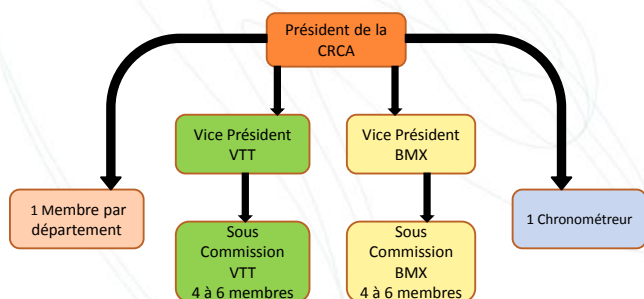 Président de la
CRCA
Vice Président
VTT
Vice Président
BMX
1 Membre par
département
Sous
Commission
VTT
4 à 6 membres
Sous
Commission
BMX
4 à 6 membres
1 Chronométreur